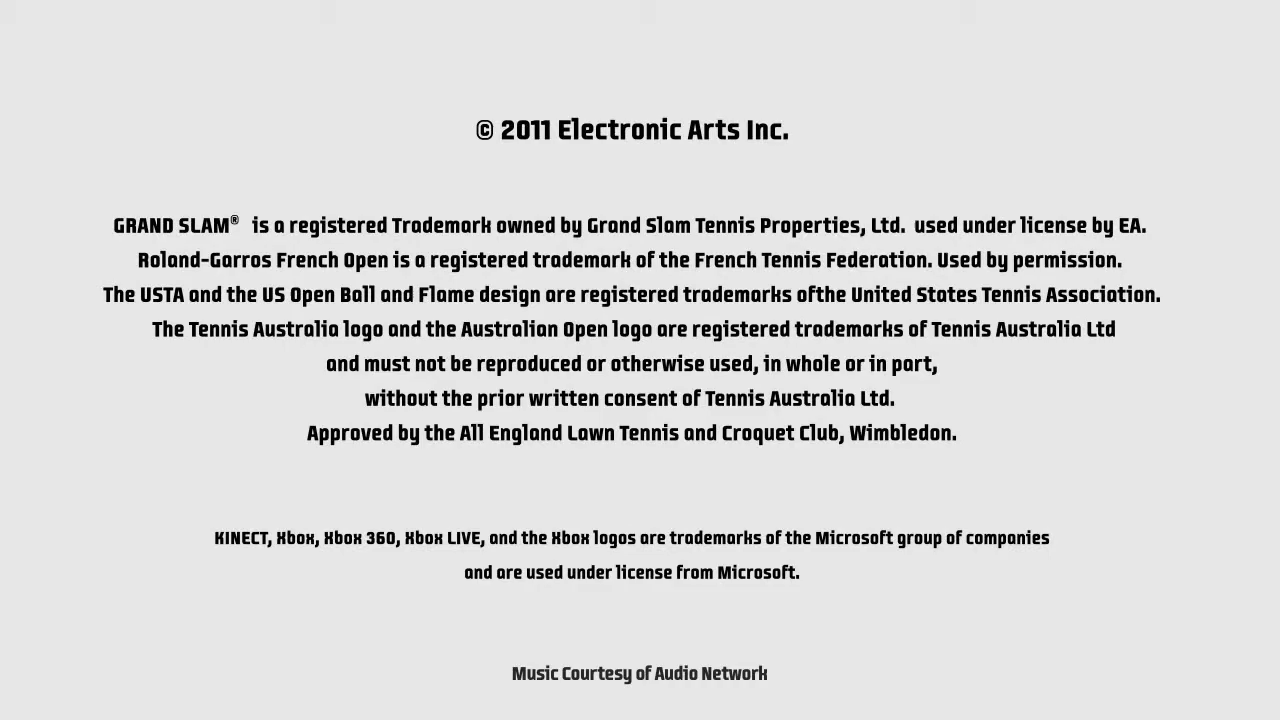 © 2011 Electronic Arts Inc.
GRAND SLAM® is a registered Trademark owned by Grand Slam Tennis Properties, Ltd. used under license by EA.
Roland-Garros French Open is a registered trademark of the French Tennis Federation. Used by permission.
The USTA and the US Open Ball and Flame design are registered trademarks ofthe United States Tennis Association.
The Tennis Australia logo and the Australian Open logo are registered trademarks of Tennis Australia Ltd
and must not be reproduced or otherwise used, in whole or in part,
without the prior written consent of Tennis Australia Ltd.
Approved by the All England Lawn Tennis and Croquet Club, Wimbledon.
KINECT, Xbox, Xbox 360, Xbox LIVE, and the Xbox logos are trademarks of the Microsoft group of companies
and are used under license from Microsoft.
Music Courtesy of Audio Network